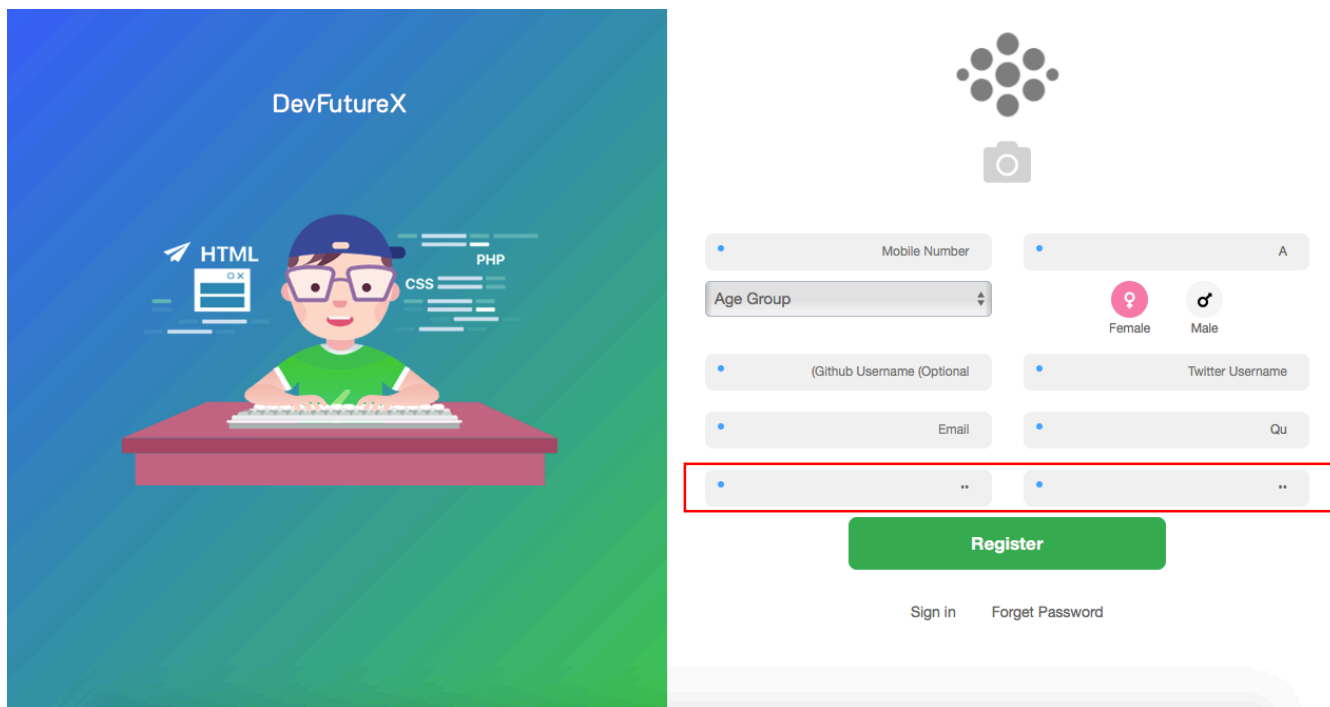 DevFutureX
HTML
PHP
CSS
Mobile Number
A
Age Group
Female
Male
(Github Username (Optional
Twitter Username
Email
Qu
••
••
Register
Sign in
Forget Password